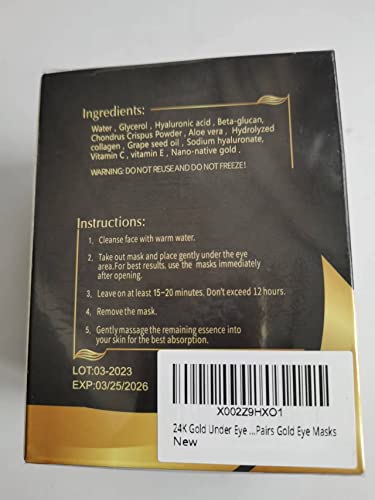 Ingredients:
Water , Glycerol , Hyaluronic acid , Beta-glucan,
Chondrus Crispus Powder , Aloe vera , Hydrolyzed
collagen , Grape seed oil , Sodium hyaluronate,
Vitamin C , vitamin E , Nano-native gold .
WARNING: DO NOT REUSE AND DO NOT FREEZE!
Instructions:
1、Cleanse face with warm water.
2、Take out mask and place gently under the eye
area.For best results, use the masks immediately
after opening.
3、Leave on at least 15~20 minutes. Don't exceed 12 hours.
4、Remove the mask.
5、Gently massage the remaining essence into
your skin for the best absorption.
LOT:03-2023
EXP:03/25/2026
X002Z9HXO1
24K Gold Under Eye ...Pairs Gold Eye Masks
New